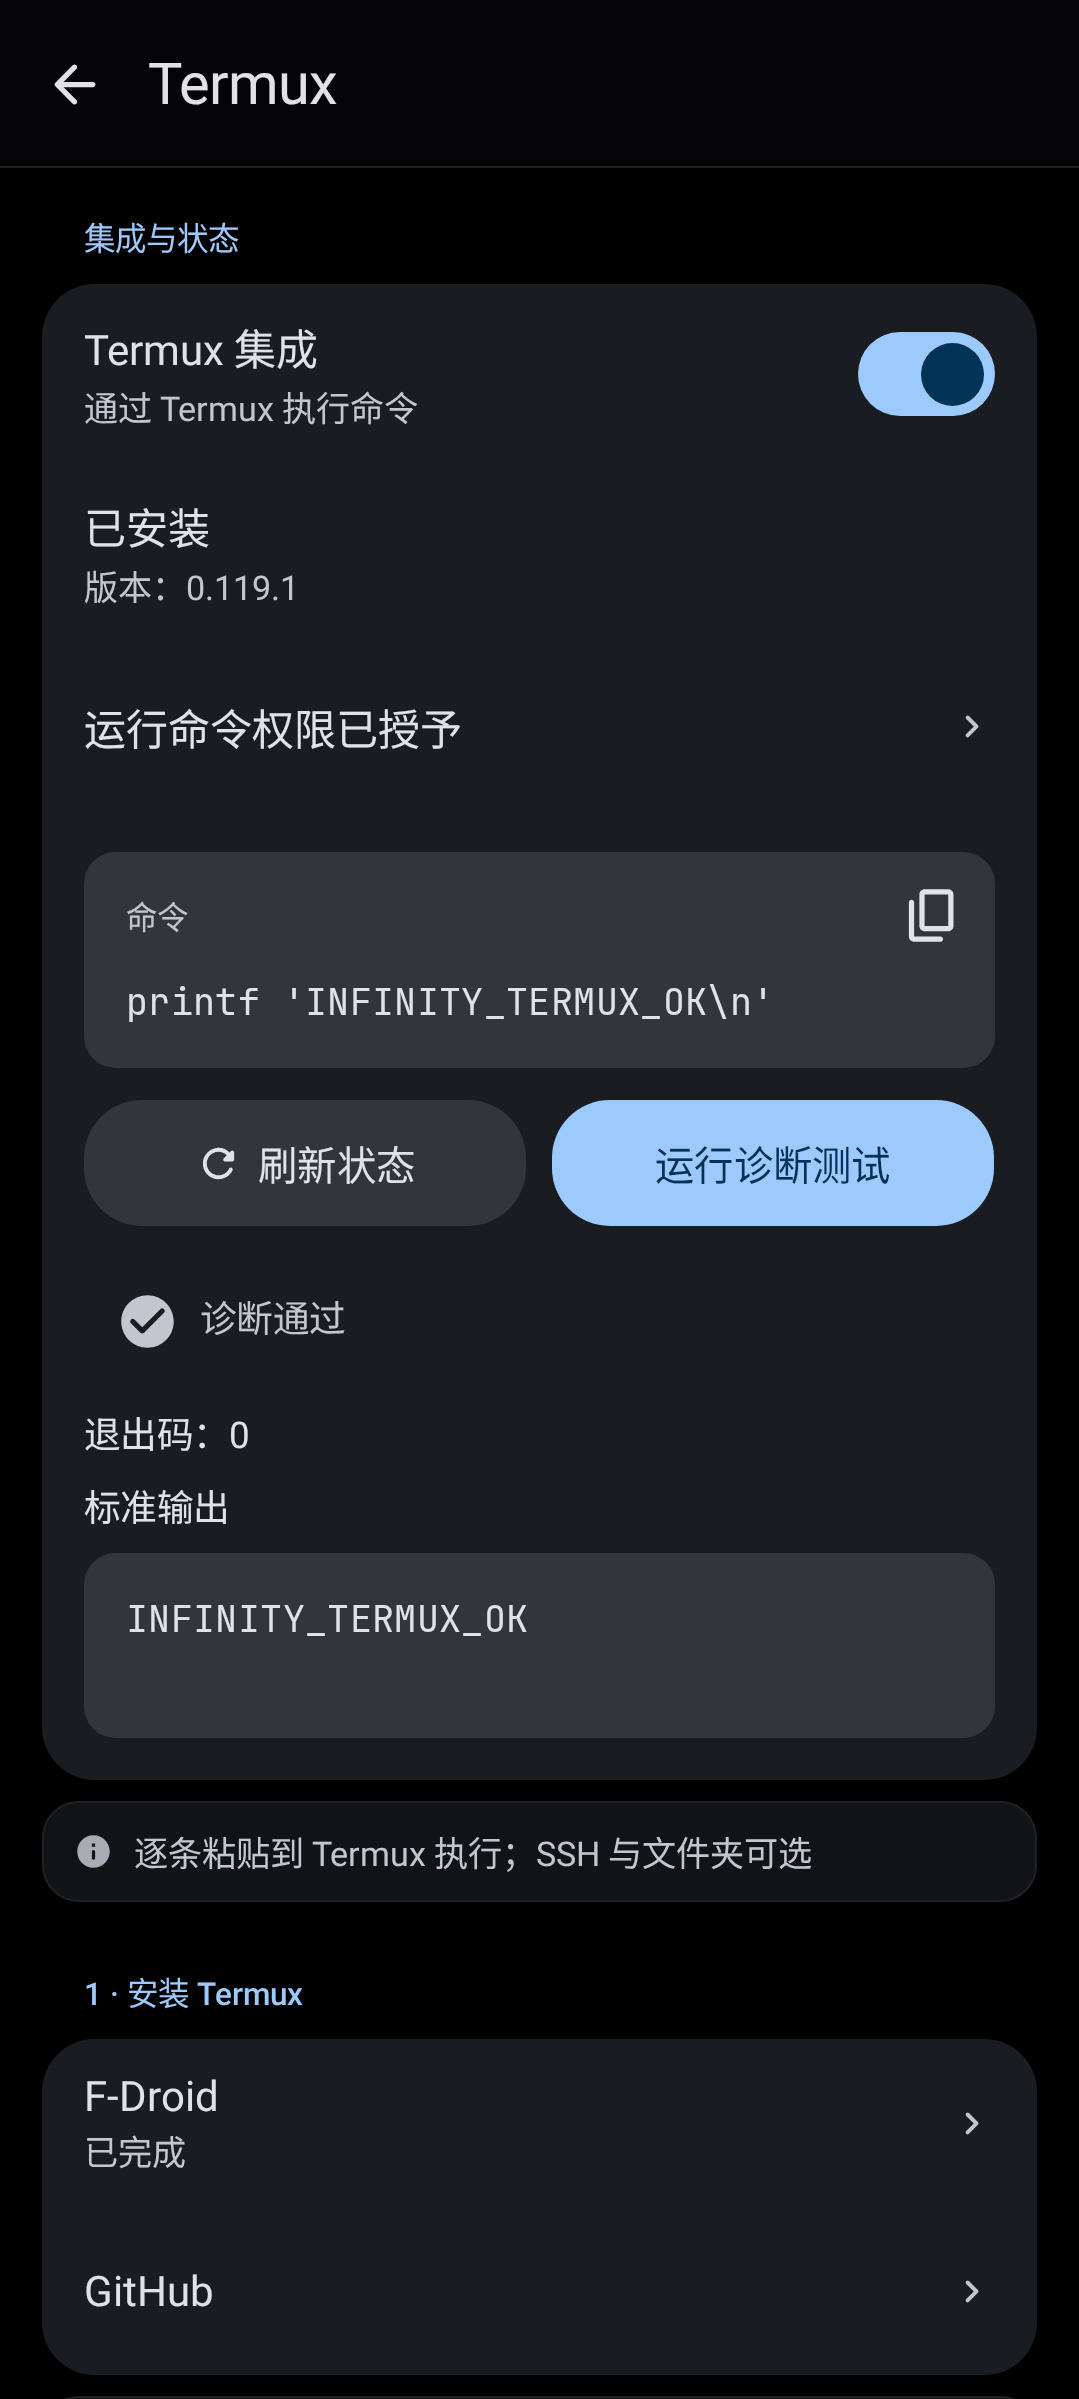 Termux
集成与状态
Termux 集成
通过 Termux 执行命令
已安装
版本：0.119.1
运行命令权限已授予
命令
printf 'INFINITY_TERMUX_OK\n'
刷新状态
运行诊断测试
诊断通过
退出码：0
标准输出
INFINITY_TERMUX_OK
逐条粘贴到 Termux 执行；SSH 与文件夹可选
1 · 安装 Termux
F-Droid
已完成
GitHub